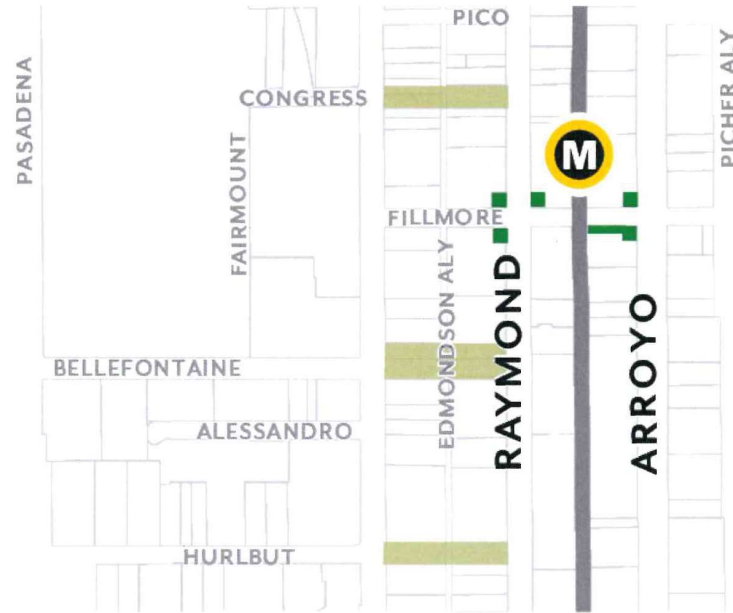 PICO
PASADENA
CONGRESS
PICHER ALY
M
FAIRMOUNT
FILLMORE
EDMONDSON ALY
RAYMOND
ARROYO
BELLEFONTAINE
ALESSANDRO
HURLBUT